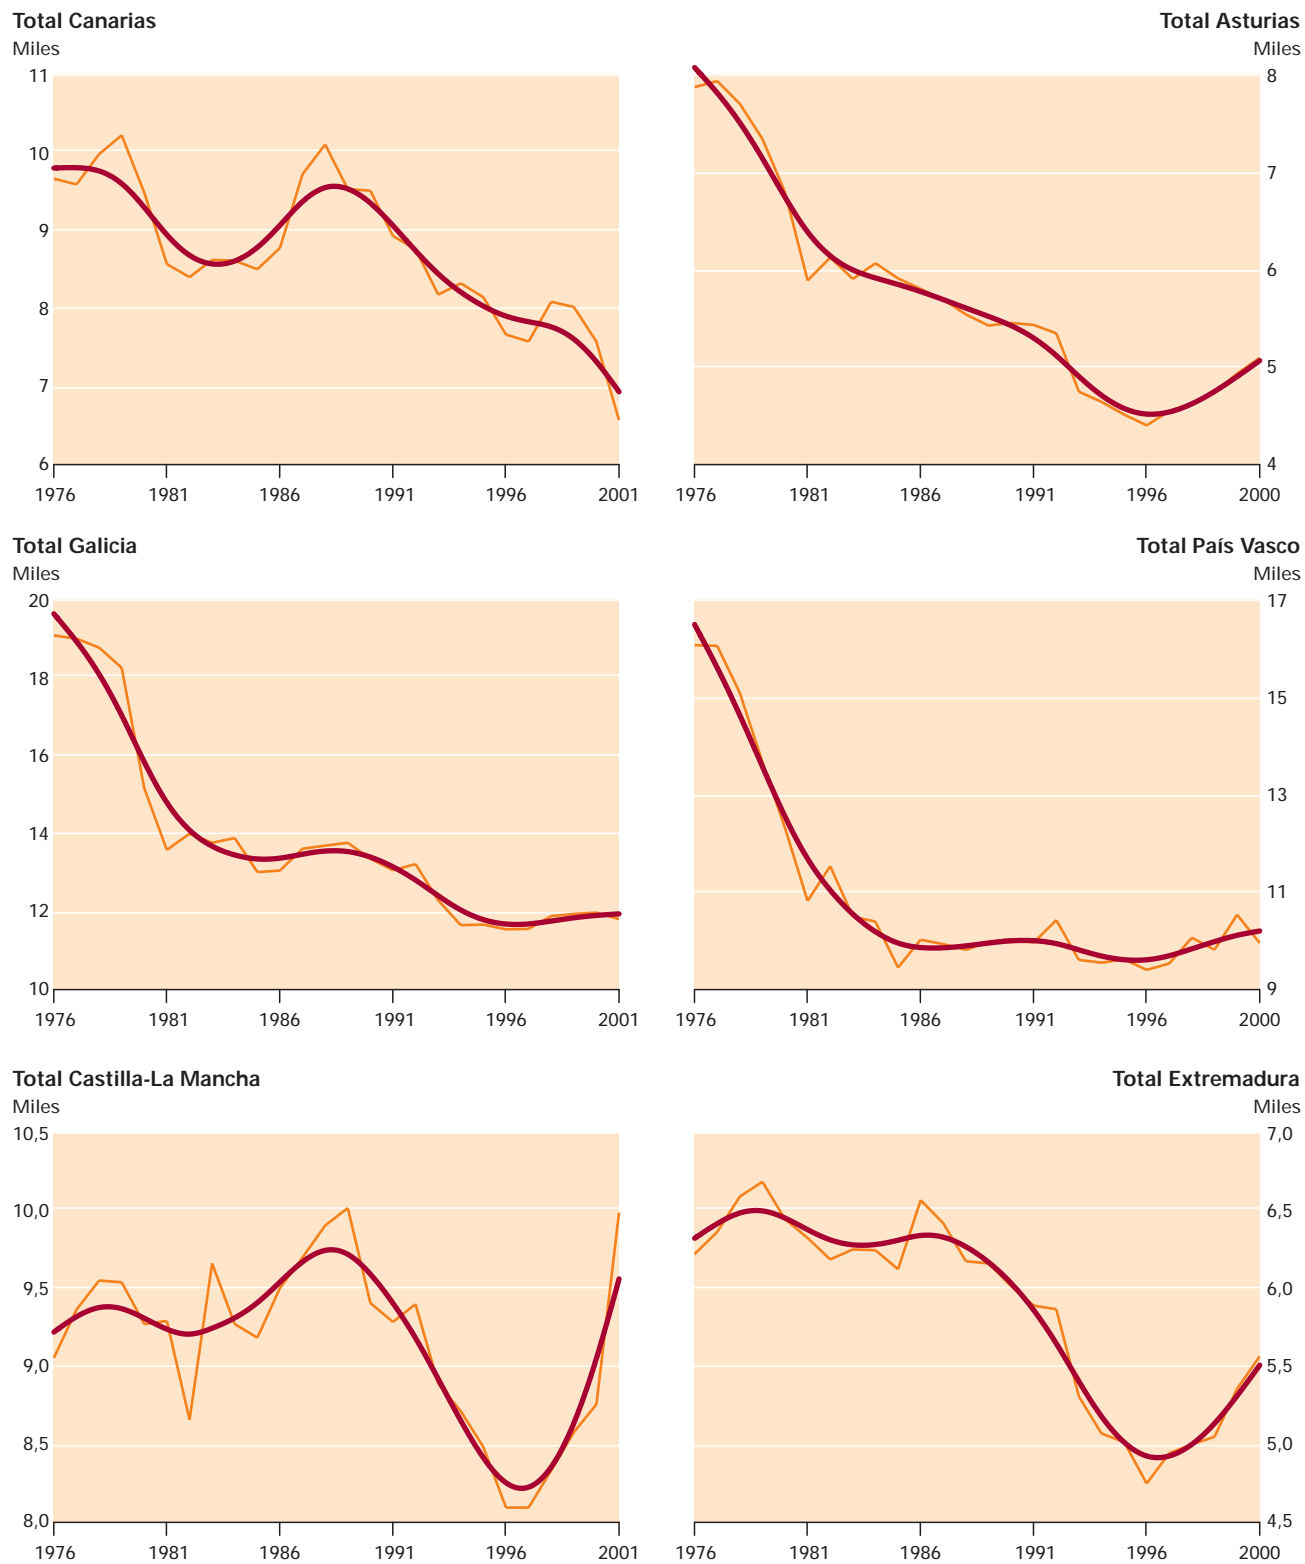 Total Canarias
Miles
11
10
9
8
7
6
1976 1981 1986 1991 1996 2001
Total Asturias
Miles
8
7
6
5
4
1976 1981 1986 1991 1996 2000
Total Galicia
Miles
20
18
16
14
12
10
1976 1981 1986 1991 1996 2001
Total País Vasco
Miles
17
15
13
11
9
1976 1981 1986 1991 1996 2000
Total Castilla-La Mancha
Miles
10,5
10,0
9,5
9,0
8,5
8,0
1976 1981 1986 1991 1996 2001
Total Extremadura
Miles
7,0
6,5
6,0
5,5
5,0
4,5
1976 1981 1986 1991 1996 2000